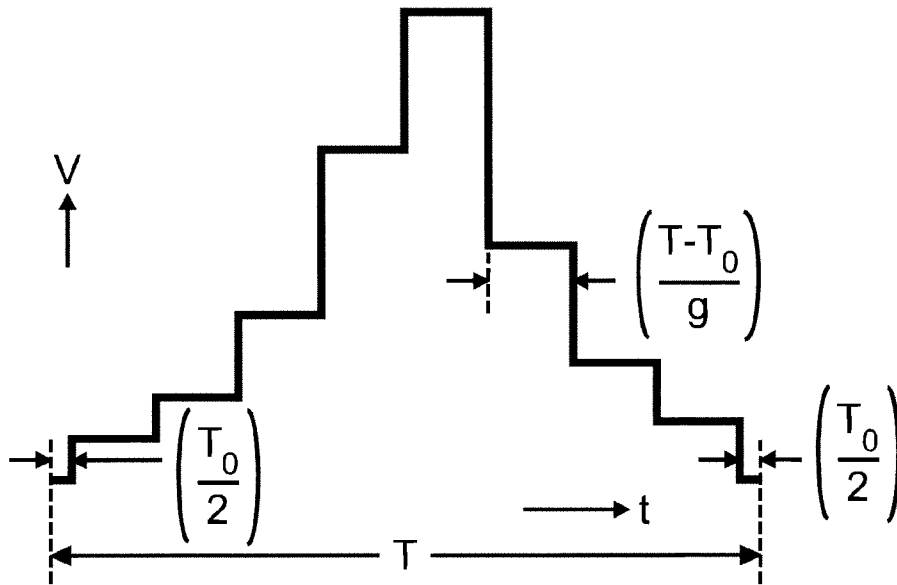 V
(T-T₀ / g)
(T₀ / 2)
(T₀ / 2)
t
T